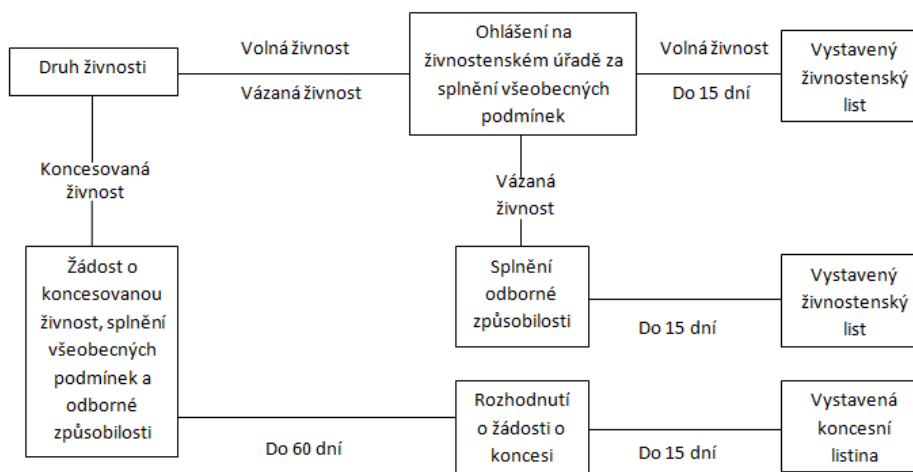 Druh živnosti
Volná živnost
Vázaná živnost
Ohlášení na
živnostenském úřadě za
splnění všeobecných
podmínek
Volná živnost
Do 15 dní
Vystavený
živnostenský
list
Koncesovaná
živnost
Vázaná
živnost
Žádost o
koncesovanou
živnost, splnění
všeobecných
podmínek a
odborné
způsobilosti
Splnění
odborné
způsobilosti
Do 15 dní
Vystavený
živnostenský
list
Do 60 dní
Rozhodnutí
o žádosti o
koncesi
Do 15 dní
Vystavená
koncesní
listina